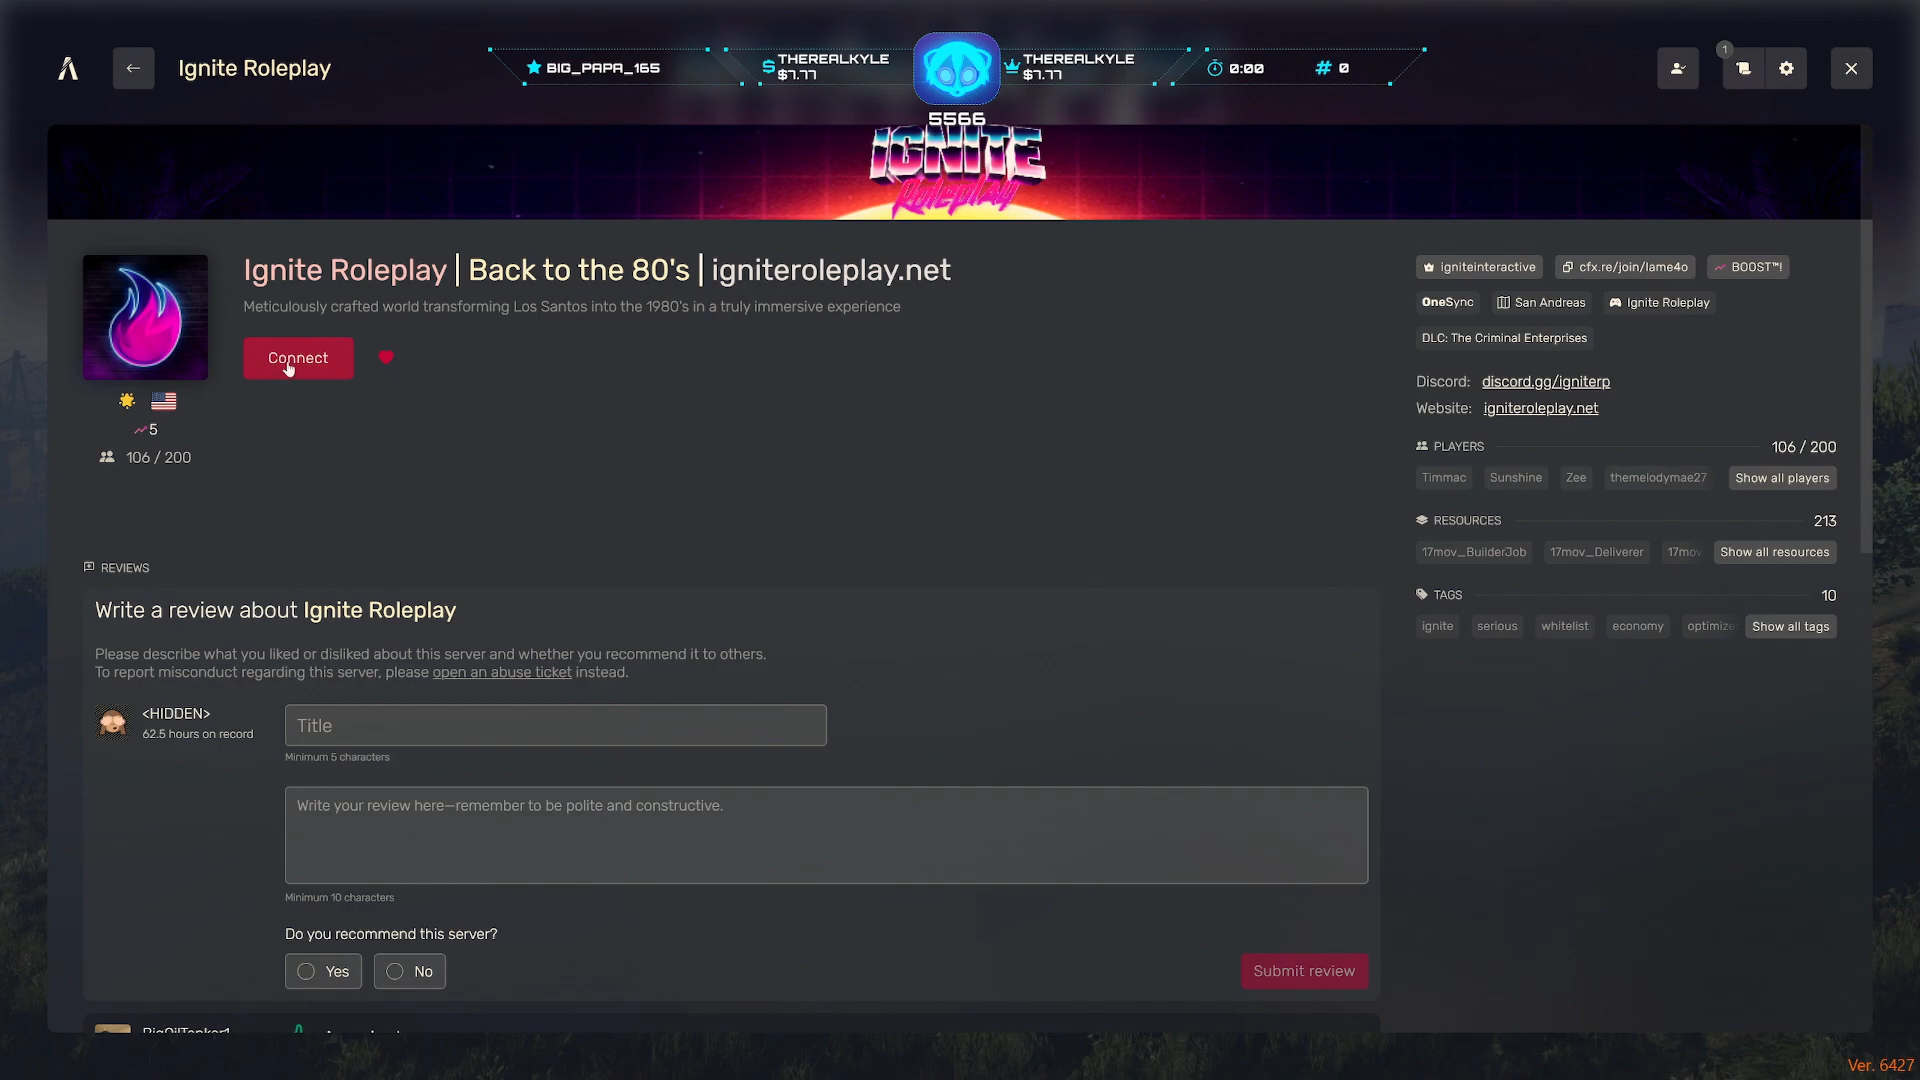 Ignite Roleplay
BIG_PAPA_165
THEREALKYLE
$7.77
THEREALKYLE
$7.77
0:00
# 0
1
5566
IGNITE
Roleplay
Ignite Roleplay | Back to the 80's | igniteroleplay.net
Meticulously crafted world transforming Los Santos into the 1980's in a truly immersive experience
Connect
5
106 / 200
igniteinteractive
cfx.re/join/lame4o
BOOST™!
OneSync
San Andreas
Ignite Roleplay
DLC: The Criminal Enterprises
Discord: discord.gg/igniterp
Website: igniteroleplay.net
PLAYERS 106 / 200
Timmac Sunshine Zee themelodymae27 Show all players
RESOURCES 213
17mov_BuilderJob 17mov_Deliverer 17mov Show all resources
TAGS 10
ignite serious whitelist economy optimize Show all tags
REVIEWS
Write a review about Ignite Roleplay
Please describe what you liked or disliked about this server and whether you recommend it to others.
To report misconduct regarding this server, please open an abuse ticket instead.
<HIDDEN>
62.5 hours on record
Title
Minimum 5 characters
Write your review here—remember to be polite and constructive.
Minimum 10 characters
Do you recommend this server?
Yes
No
Submit review
BigOilTanker1
Ver. 6427